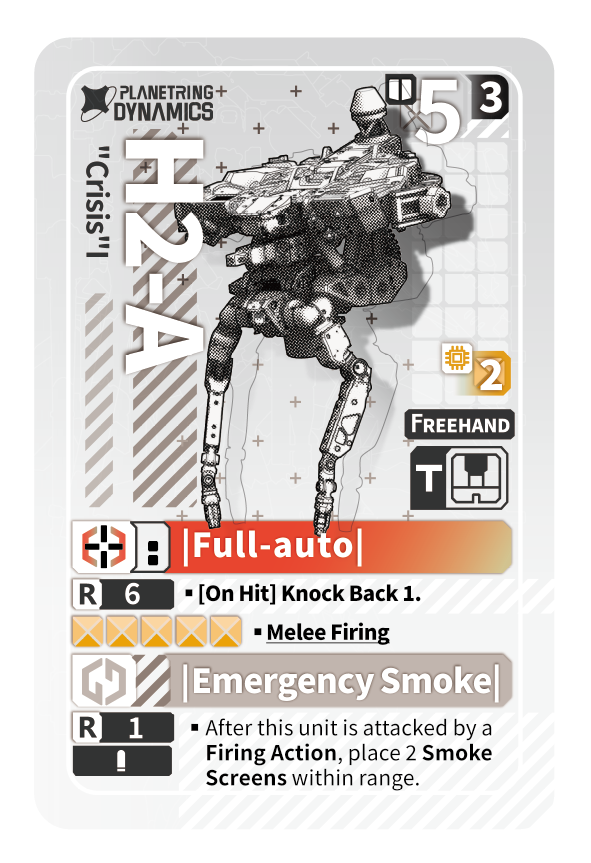 PLANETRING
DYNAMICS
5
3
H2-A
"Crisis"I
2
FREEHAND
T
|Full-auto|
R 6
▪ [On Hit] Knock Back 1.
▪ Melee Firing
|Emergency Smoke|
R 1
▪ After this unit is attacked by a
Firing Action, place 2 Smoke
Screens within range.